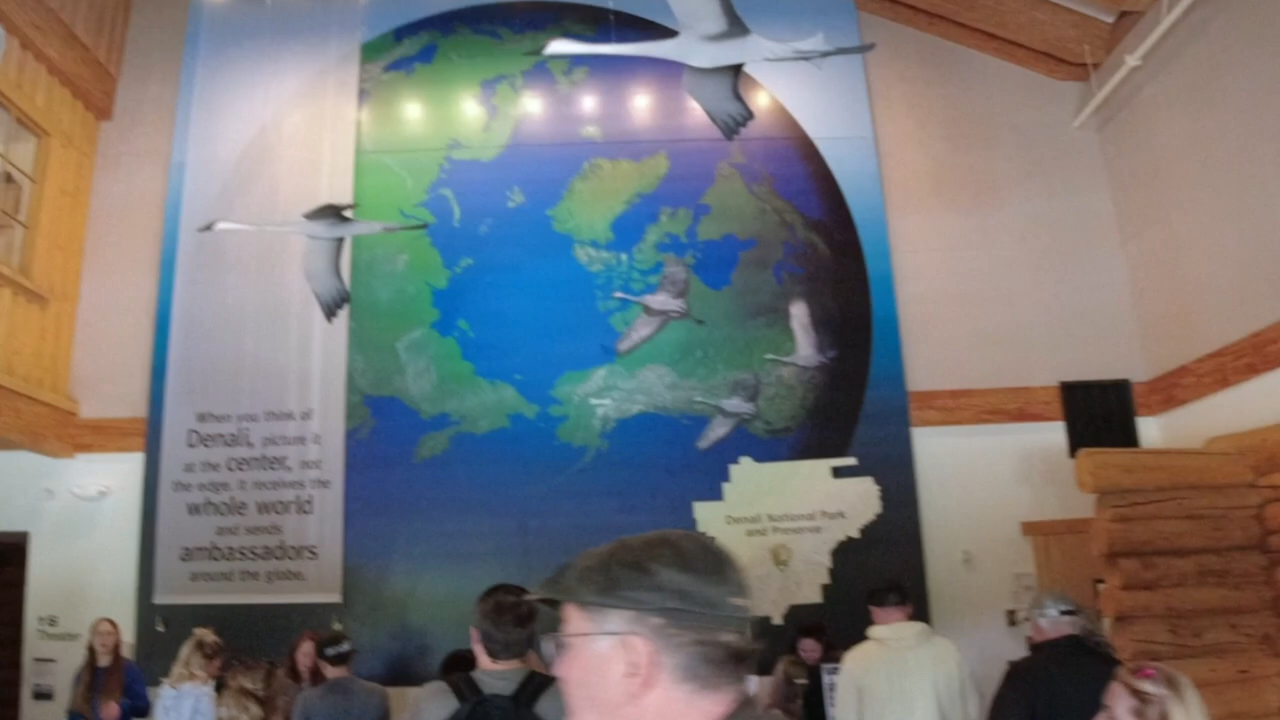 When you think of
Denali, picture it
at the center, not
the edge. It receives the
whole world
and sends
ambassadors
around the globe.
Denali National Park
and Preserve
Theater